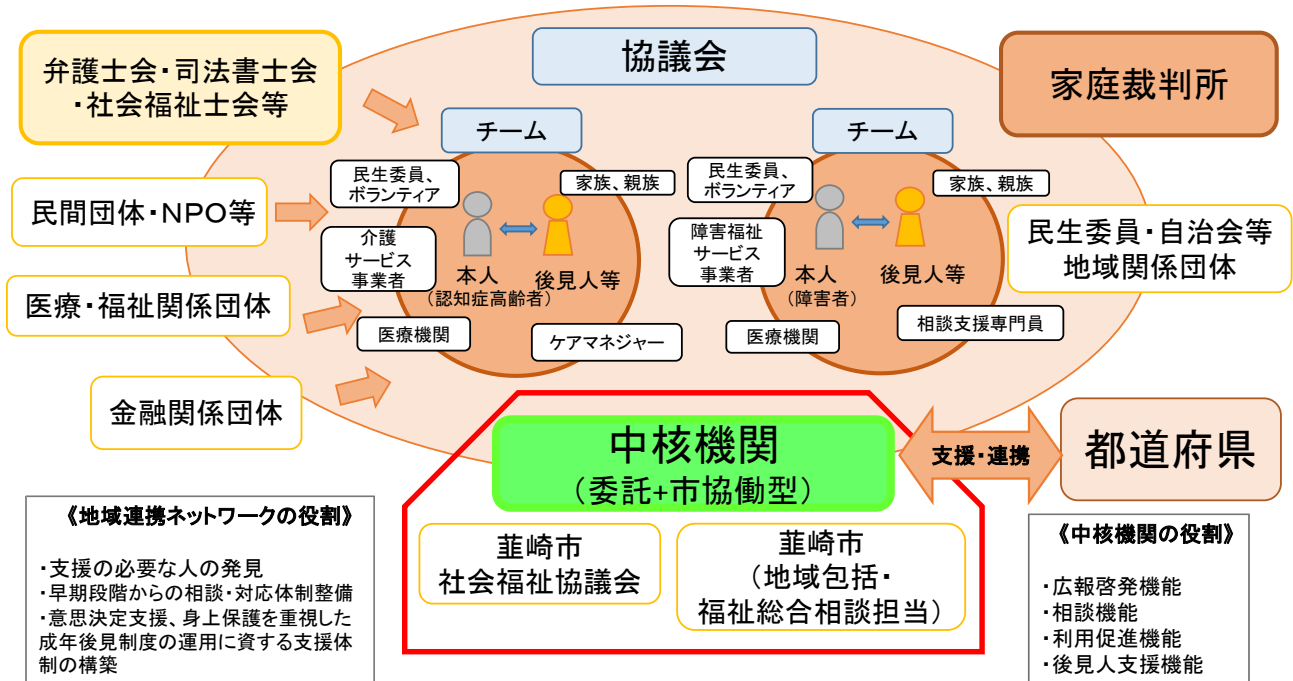 協議会
弁護士会・司法書士会
・社会福祉士会等
家庭裁判所
チーム
民生委員、
ボランティア
家族、親族
介護
サービス
事業者
本人
(認知症高齢者)
後見人等
医療機関
ケアマネジャー
チーム
民生委員、
ボランティア
家族、親族
障害福祉
サービス
事業者
本人
(障害者)
後見人等
医療機関
相談支援専門員
民間団体・NPO等
医療・福祉関係団体
金融関係団体
民生委員・自治会等
地域関係団体
中核機関
(委託+市協働型)
支援・連携
都道府県
韮崎市
社会福祉協議会
韮崎市
(地域包括・
福祉総合相談担当)
《地域連携ネットワークの役割》
・支援の必要な人の発見
・早期段階からの相談・対応体制整備
・意思決定支援、身上保護を重視した
成年後見制度の運用に資する支援体
制の構築
《中核機関の役割》
・広報啓発機能
・相談機能
・利用促進機能
・後見人支援機能